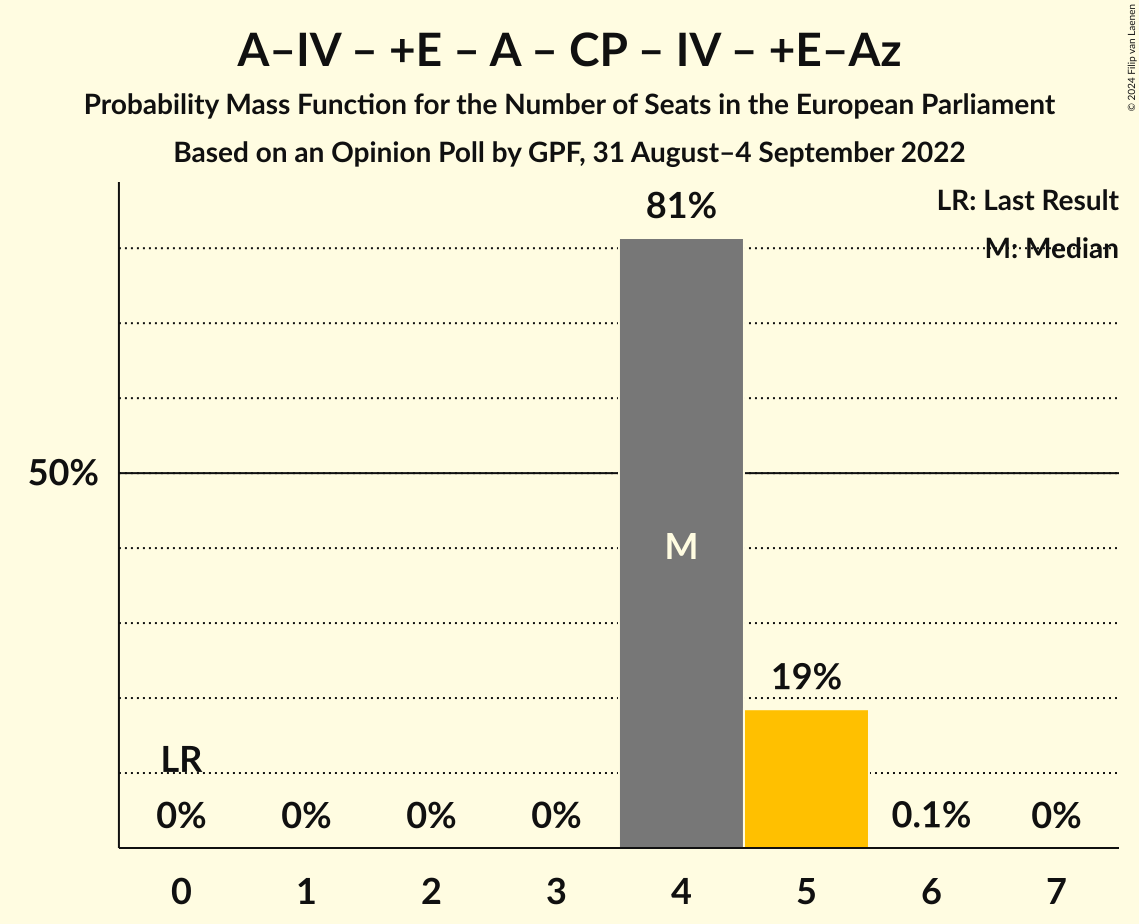 A–IV – +E – A – CP – IV – +E–Az
Probability Mass Function for the Number of Seats in the European Parliament
Based on an Opinion Poll by GPF, 31 August–4 September 2022
© 2024 Filip van Laenen
LR: Last Result
M: Median
81%
50%
M
19%
LR
0% 0% 0% 0% 0.1% 0%
0 1 2 3 4 5 6 7